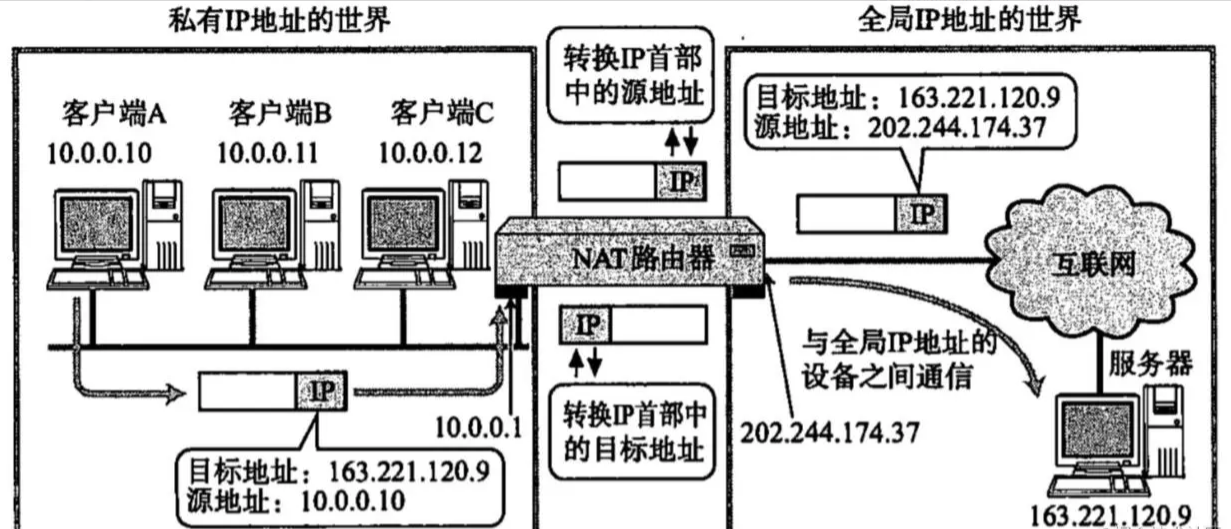 私有IP地址的世界
全局IP地址的世界
转换IP首部
中的源地址
目标地址：163.221.120.9
源地址：202.244.174.37
客户端A
客户端B
客户端C
10.0.0.10
10.0.0.11
10.0.0.12
IP
IP
NAT路由器
互联网
IP
与全局IP地址的
设备之间通信
服务器
IP
10.0.0.1
转换IP首部中
的目标地址
202.244.174.37
目标地址：163.221.120.9
源地址：10.0.0.10
163.221.120.9